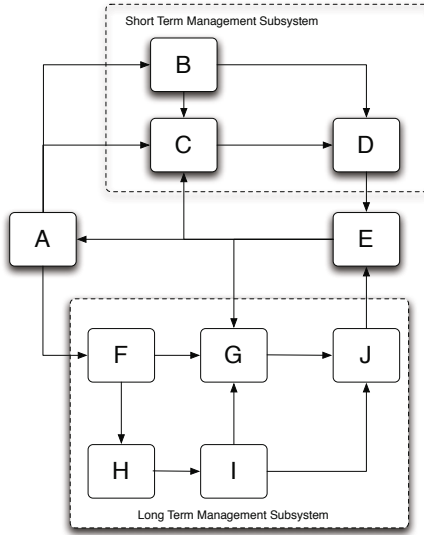 Short Term Management Subsystem
B
C
D
A
E
F
G
J
H
I
Long Term Management Subsystem